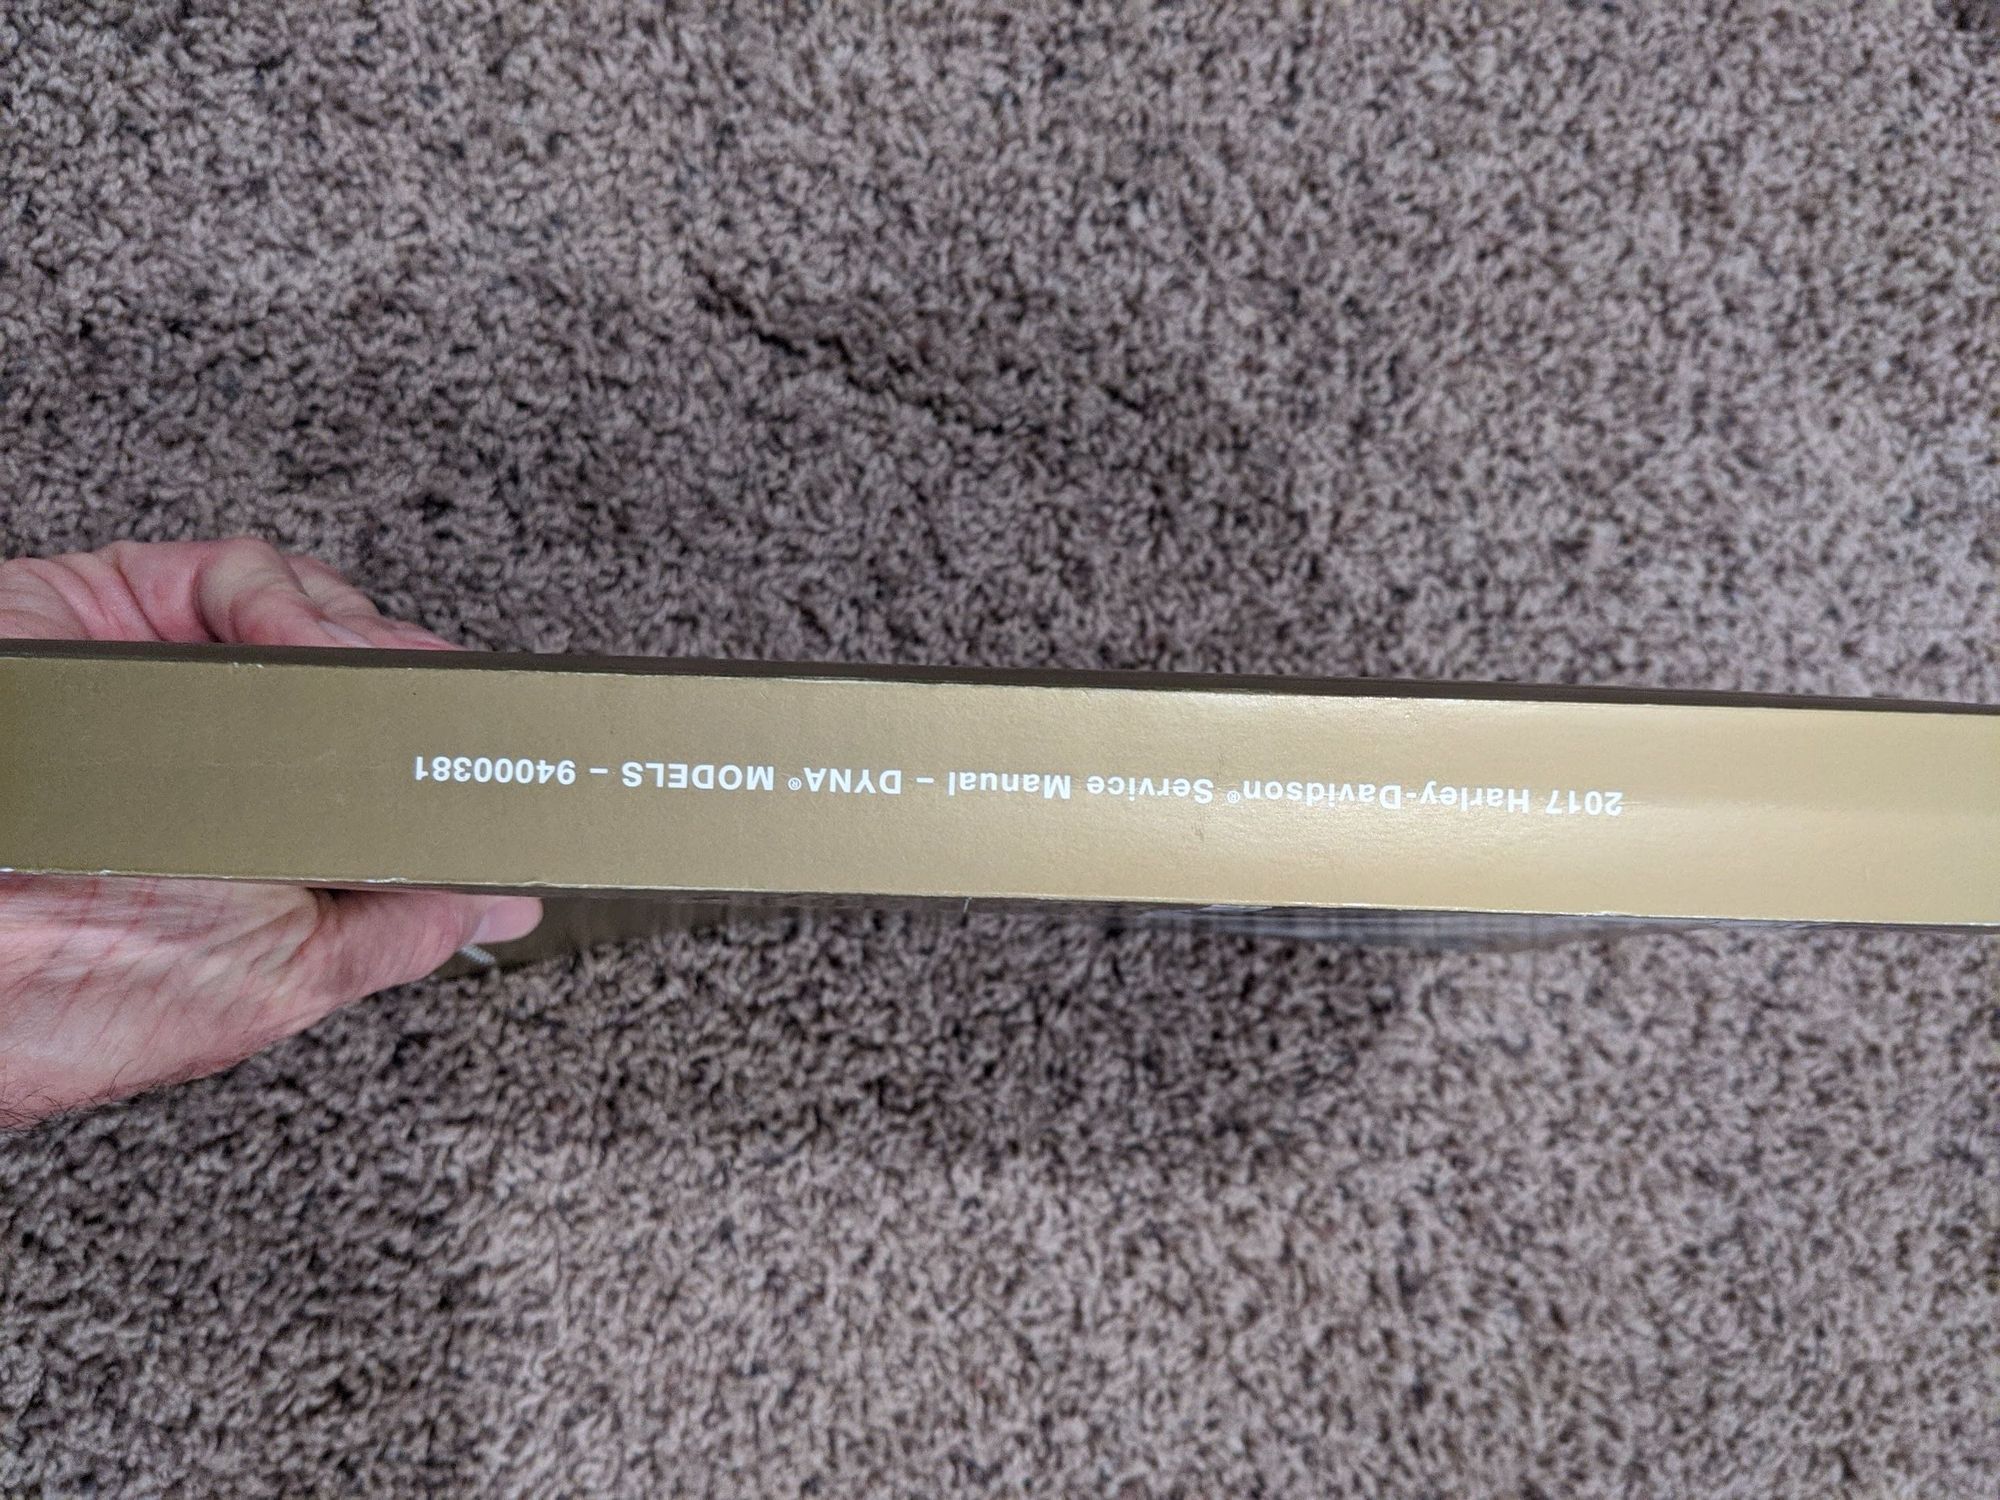 2017 Harley-Davidson® Service Manual – DYNA® MODELS – 94000381